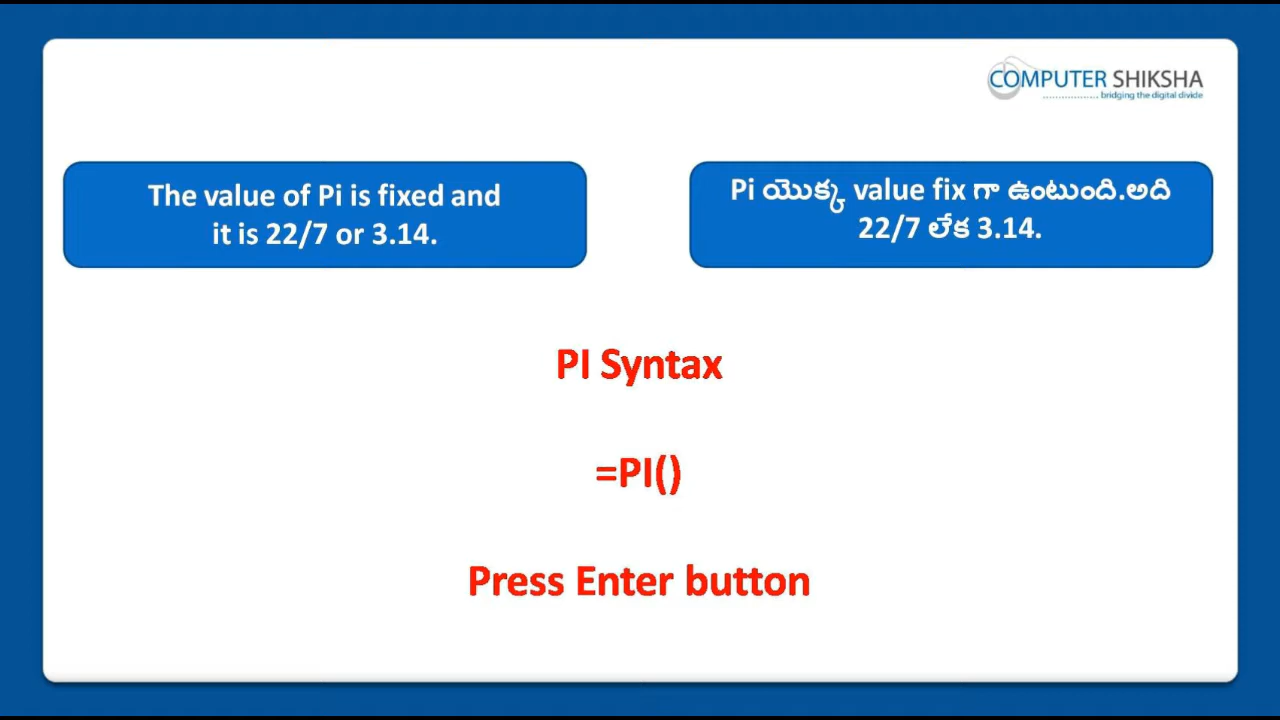 COMPUTER SHIKSHA
bridging the digital divide
The value of Pi is fixed and
it is 22/7 or 3.14.
Pi యొక్క value fix గా ఉంటుంది.అది
22/7 లేక 3.14.
PI Syntax
=PI()
Press Enter button